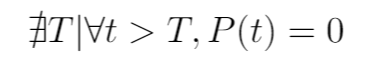 ∄T|∀t > T, P(t) = 0